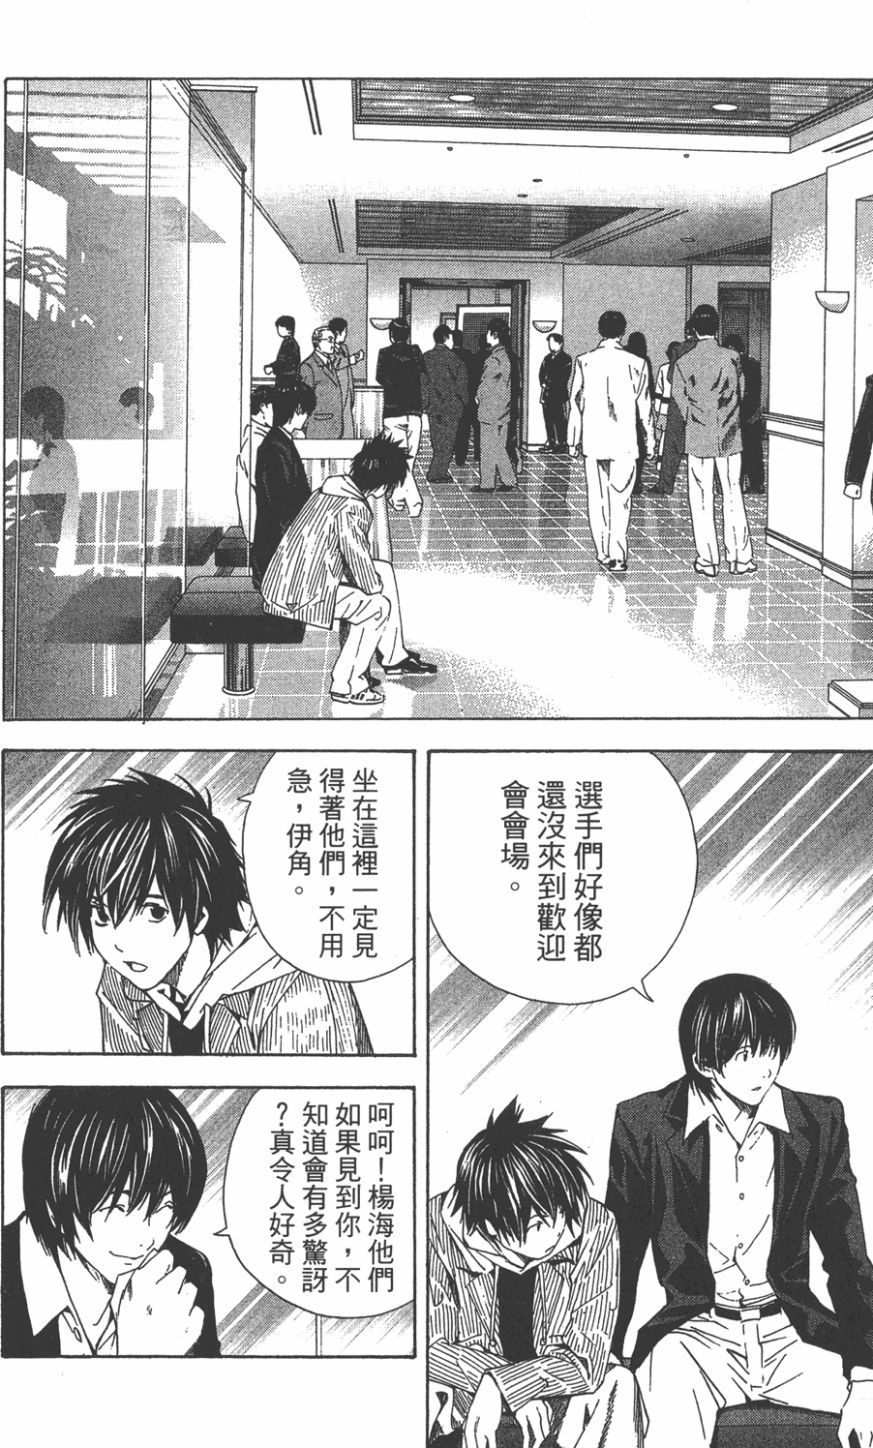 選手們好像都
還沒來到歡迎
會會場。
坐在這裡一定見
得著他們，不用
急，伊角。
呵呵！楊海他們
如果見到你，不
知道會有多驚訝
？真令人好奇。